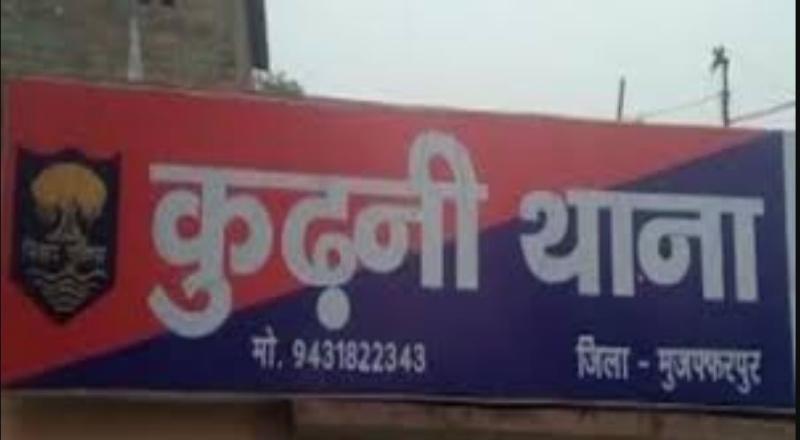 कुढ़नी थाना
मो. 9431822343
जिला - मुजफ्फरपुर